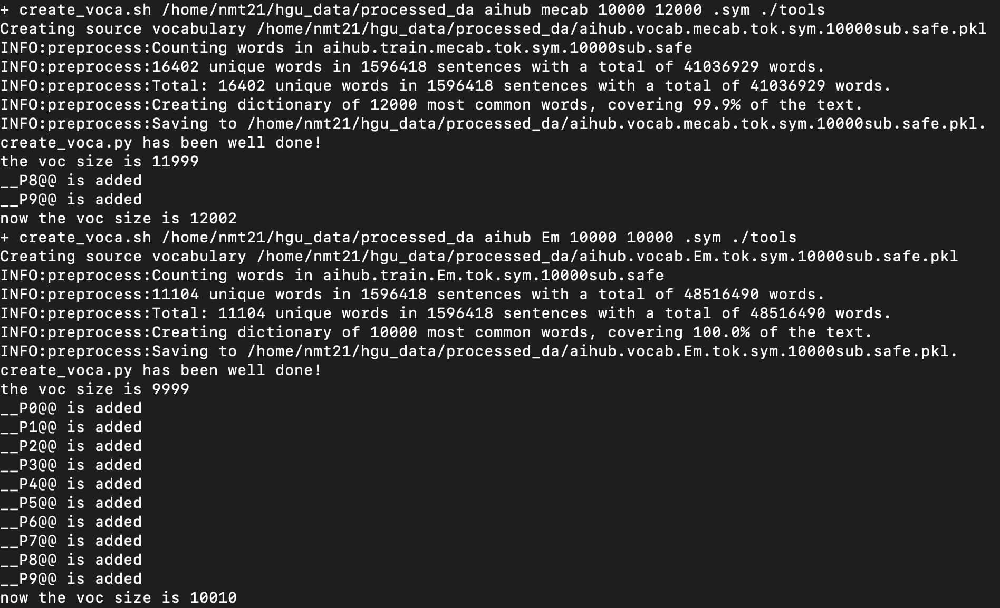 + create_voca.sh /home/nmt21/hgu_data/processed_da aihub mecab 10000 12000 .sym ./tools
Creating source vocabulary /home/nmt21/hgu_data/processed_da/aihub.vocab.mecab.tok.sym.10000sub.safe.pkl
INFO:preprocess:Counting words in aihub.train.mecab.tok.sym.10000sub.safe
INFO:preprocess:16402 unique words in 1596418 sentences with a total of 41036929 words.
INFO:preprocess:Total: 16402 unique words in 1596418 sentences with a total of 41036929 words.
INFO:preprocess:Creating dictionary of 12000 most common words, covering 99.9% of the text.
INFO:preprocess:Saving to /home/nmt21/hgu_data/processed_da/aihub.vocab.mecab.tok.sym.10000sub.safe.pkl.
create_voca.py has been well done!
the voc size is 11999
__P8@@ is added
__P9@@ is added
now the voc size is 12002
+ create_voca.sh /home/nmt21/hgu_data/processed_da aihub Em 10000 10000 .sym ./tools
Creating source vocabulary /home/nmt21/hgu_data/processed_da/aihub.vocab.Em.tok.sym.10000sub.safe.pkl
INFO:preprocess:Counting words in aihub.train.Em.tok.sym.10000sub.safe
INFO:preprocess:11104 unique words in 1596418 sentences with a total of 48516490 words.
INFO:preprocess:Total: 11104 unique words in 1596418 sentences with a total of 48516490 words.
INFO:preprocess:Creating dictionary of 10000 most common words, covering 100.0% of the text.
INFO:preprocess:Saving to /home/nmt21/hgu_data/processed_da/aihub.vocab.Em.tok.sym.10000sub.safe.pkl.
create_voca.py has been well done!
the voc size is 9999
__P0@@ is added
__P1@@ is added
__P2@@ is added
__P3@@ is added
__P4@@ is added
__P5@@ is added
__P6@@ is added
__P7@@ is added
__P8@@ is added
__P9@@ is added
now the voc size is 10010